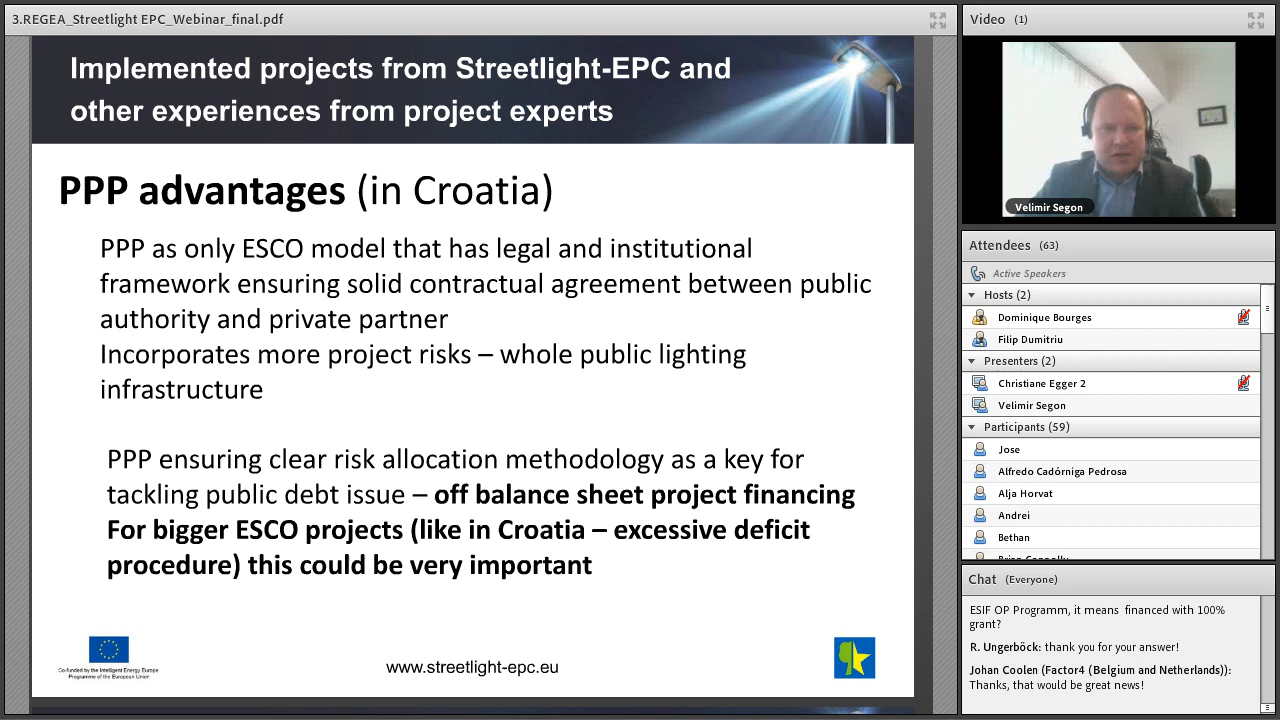 3.REGEA_Streetlight EPC_Webinar_final.pdf
Implemented projects from Streetlight-EPC and
other experiences from project experts
PPP advantages (in Croatia)
PPP as only ESCO model that has legal and institutional
framework ensuring solid contractual agreement between public
authority and private partner
Incorporates more project risks – whole public lighting
infrastructure
PPP ensuring clear risk allocation methodology as a key for
tackling public debt issue – off balance sheet project financing
For bigger ESCO projects (like in Croatia – excessive deficit
procedure) this could be very important
Co-funded by the Intelligent Energy Europe
Programme of the European Union
www.streetlight-epc.eu
Video (1)
Velimir Segon
Attendees (63)
Active Speakers
Hosts (2)
Dominique Bourges
Filip Dumitriu
Presenters (2)
Christiane Egger 2
Velimir Segon
Participants (59)
Jose
Alfredo Cadórniga Pedrosa
Alja Horvat
Andrei
Bethan
Chat (Everyone)
ESIF OP Programm, it means financed with 100%
grant?
R. Ungerböck: thank you for your answer!
Johan Coolen (Factor4 (Belgium and Netherlands)):
Thanks, that would be great news!